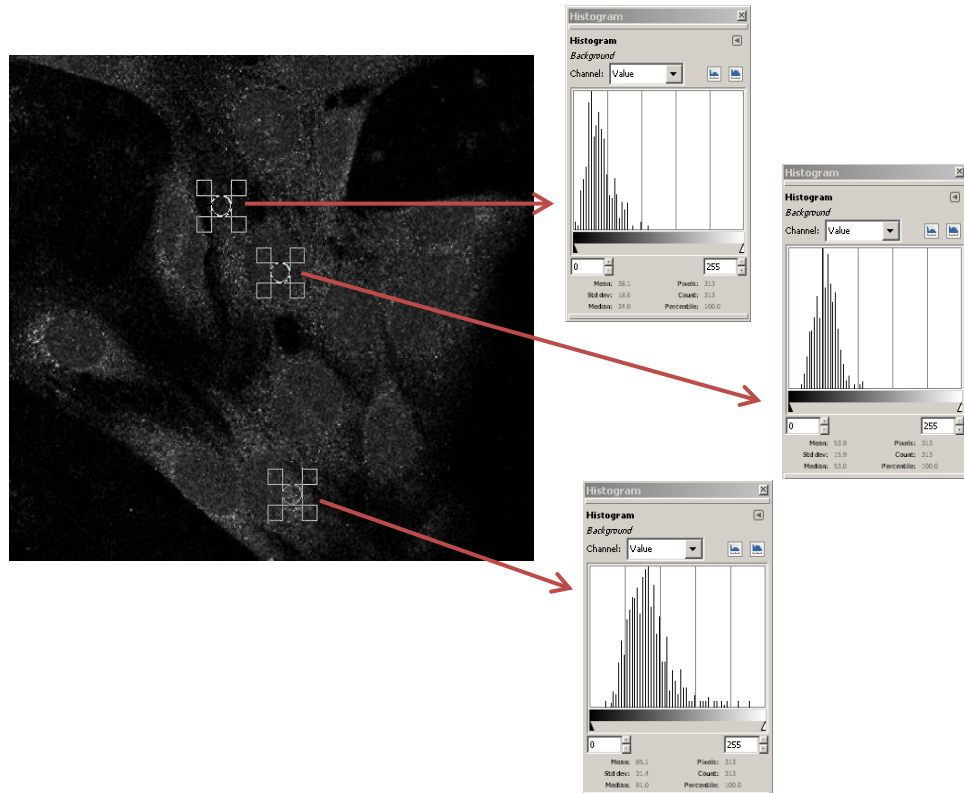 Histogram
Histogram
Background
Channel: Value
0 255
Mean: 38.1 Pixels: 313
Std dev: 18.6 Count: 313
Median: 34.0 Percentile: 100.0
Histogram
Histogram
Background
Channel: Value
0 255
Mean: 53.8 Pixels: 313
Std dev: 15.9 Count: 313
Median: 53.0 Percentile: 100.0
Histogram
Histogram
Background
Channel: Value
0 255
Mean: 85.1 Pixels: 313
Std dev: 31.4 Count: 313
Median: 81.0 Percentile: 100.0